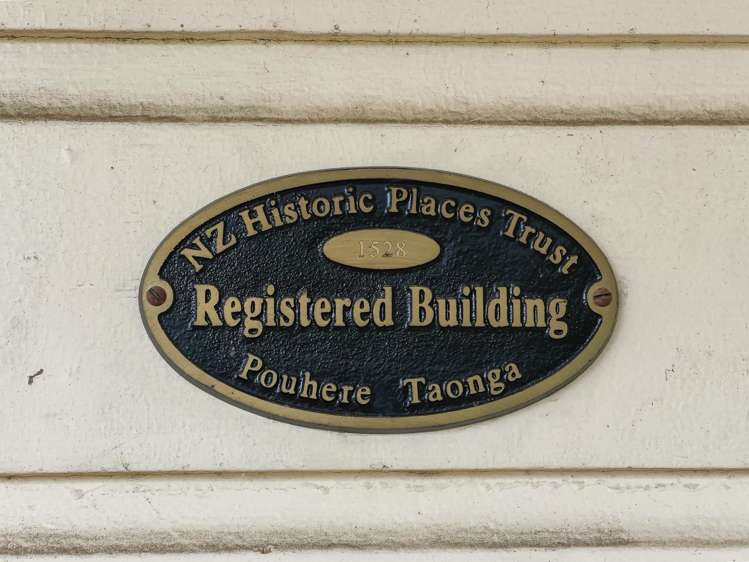 NZ Historic Places Trust
1528
Registered Building
Pouhere Taonga